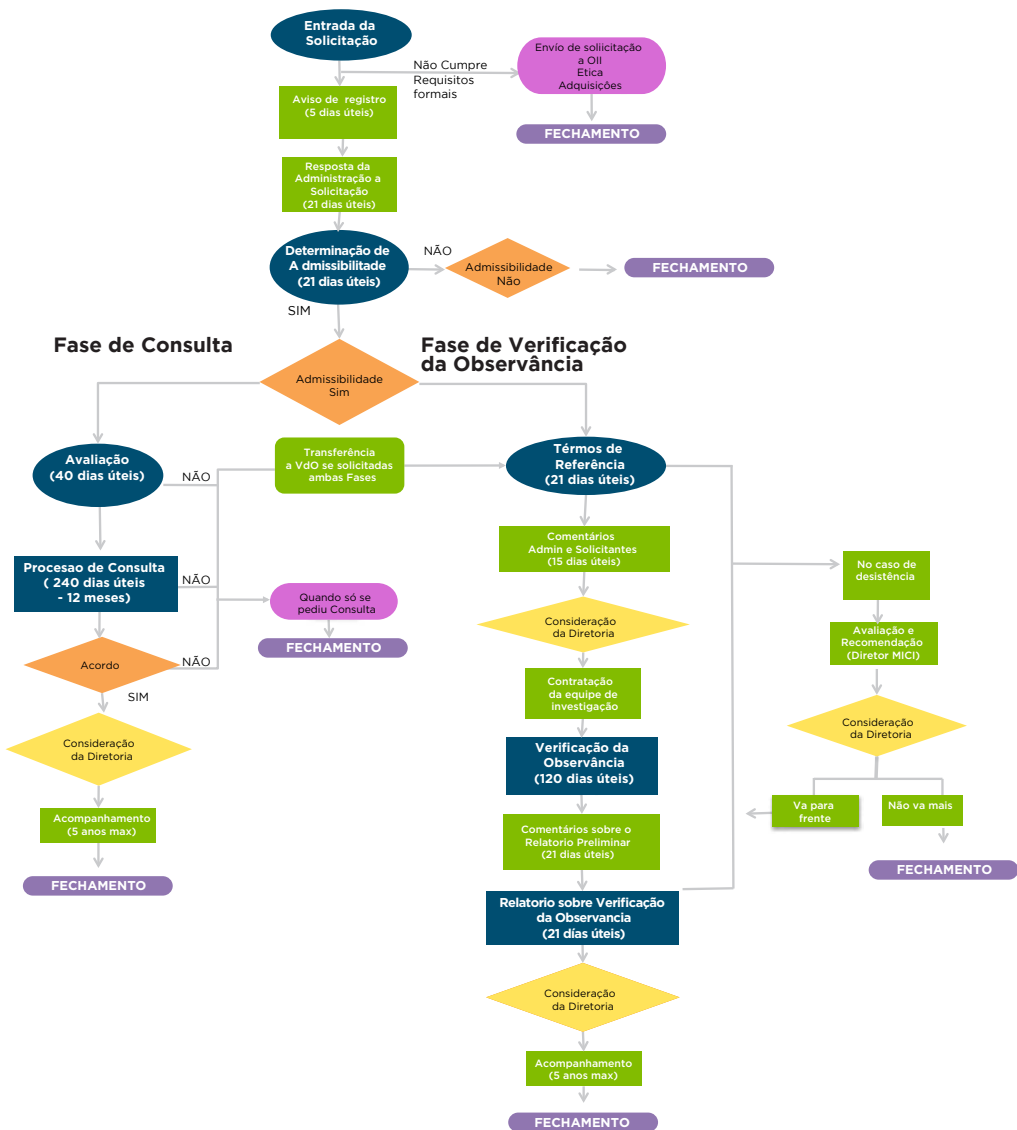 Entrada da
Solicitação
Não Cumpre
Requisitos
formais
Envío de soliicitação
a OII
Etica
Adquisições
FECHAMENTO
Aviso de registro
(5 dias úteis)
Resposta da
Administração a
Solicitação
(21 dias úteis)
Determinação de
A dmissibilitade
(21 dias úteis)
NÃO
Admissibilidade
Não
FECHAMENTO
SIM
Fase de Consulta
Fase de Verificação
da Observância
Admissibilidade
Sim
Avaliação
(40 dias úteis)
NÃO
Transferência
a VdO se solicitadas
ambas Fases
Térmos de
Referência
(21 dias úteis)
Comentários
Admin e Solicitantes
(15 dias úteis)
No caso de
desistência
Procesao de Consulta
( 240 dias úteis
- 12 meses)
NÃO
Quando só se
pediu Consulta
FECHAMENTO
Consideração
da Diretoria
Avaliação e
Recomendação
(Diretor MICI)
Acordo
NÃO
SIM
Contratação
da equipe de
investigação
Consideração
da Diretoria
Consideração
da Diretoria
Verificação da
Observância
(120 dias úteis)
Va para
frente
Não va mais
Acompanhamento
(5 anos max)
Comentários sobre o
Relatorio Preliminar
(21 dias úteis)
FECHAMENTO
FECHAMENTO
Relatorio sobre Verificação
da Observancia
(21 días úteis)
Consideração
da Diretoria
Acompanhamento
(5 anos max)
FECHAMENTO